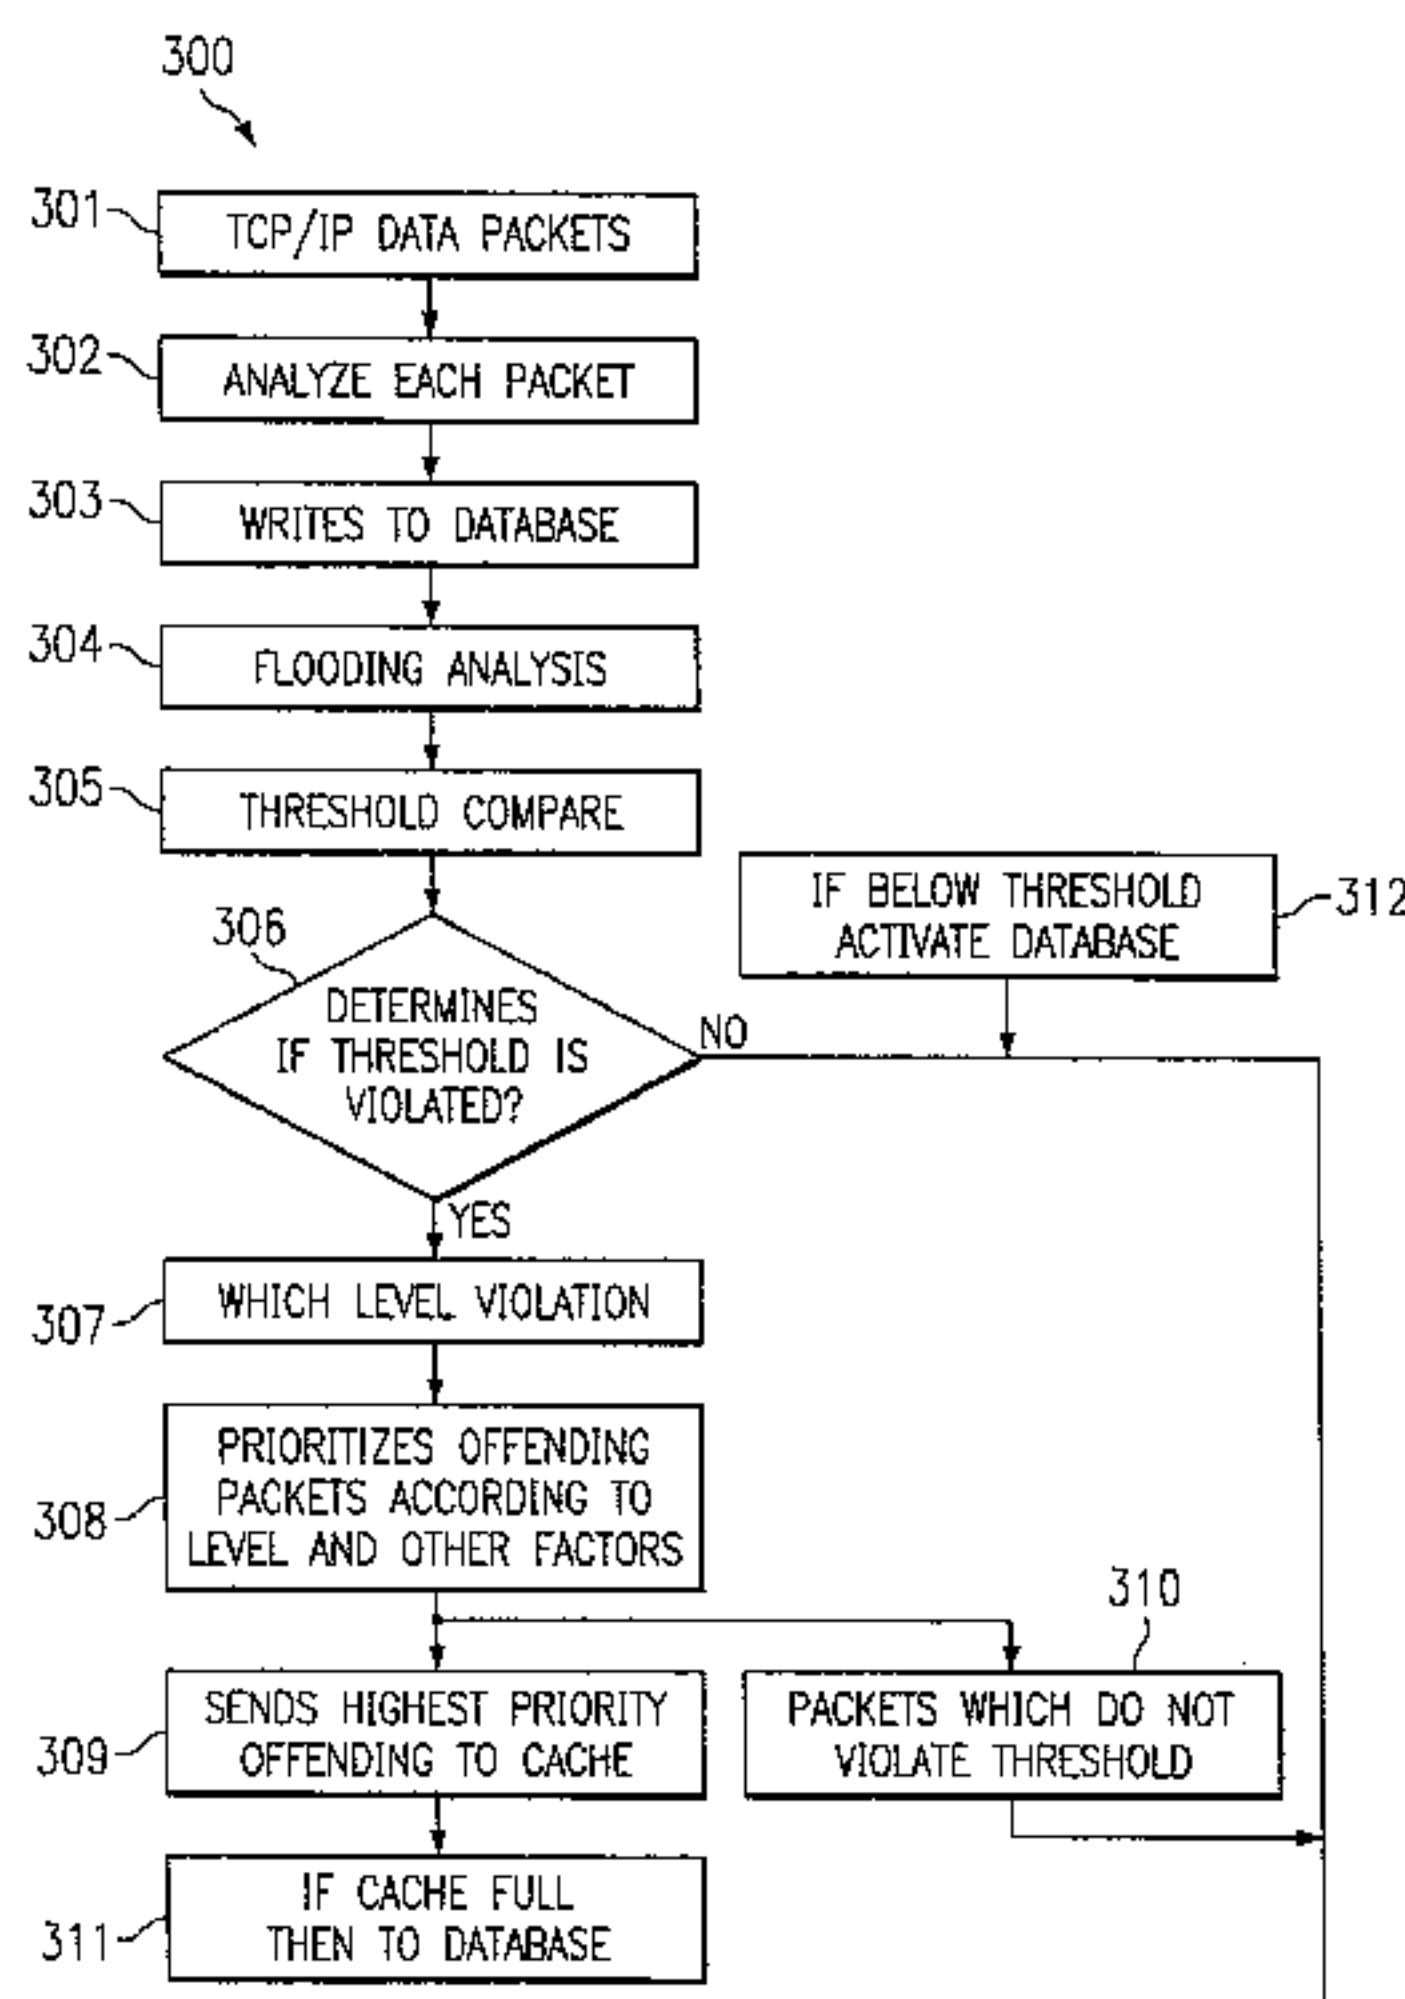 300
301
TCP/IP DATA PACKETS
302
ANALYZE EACH PACKET
303
WRITES TO DATABASE
304
FLOODING ANALYSIS
305
THRESHOLD COMPARE
IF BELOW THRESHOLD
ACTIVATE DATABASE
312
306
DETERMINES
IF THRESHOLD IS
VIOLATED?
NO
YES
307
WHICH LEVEL VIOLATION
308
PRIORITIZES OFFENDING
PACKETS ACCORDING TO
LEVEL AND OTHER FACTORS
309
SENDS HIGHEST PRIORITY
OFFENDING TO CACHE
310
PACKETS WHICH DO NOT
VIOLATE THRESHOLD
311
IF CACHE FULL
THEN TO DATABASE